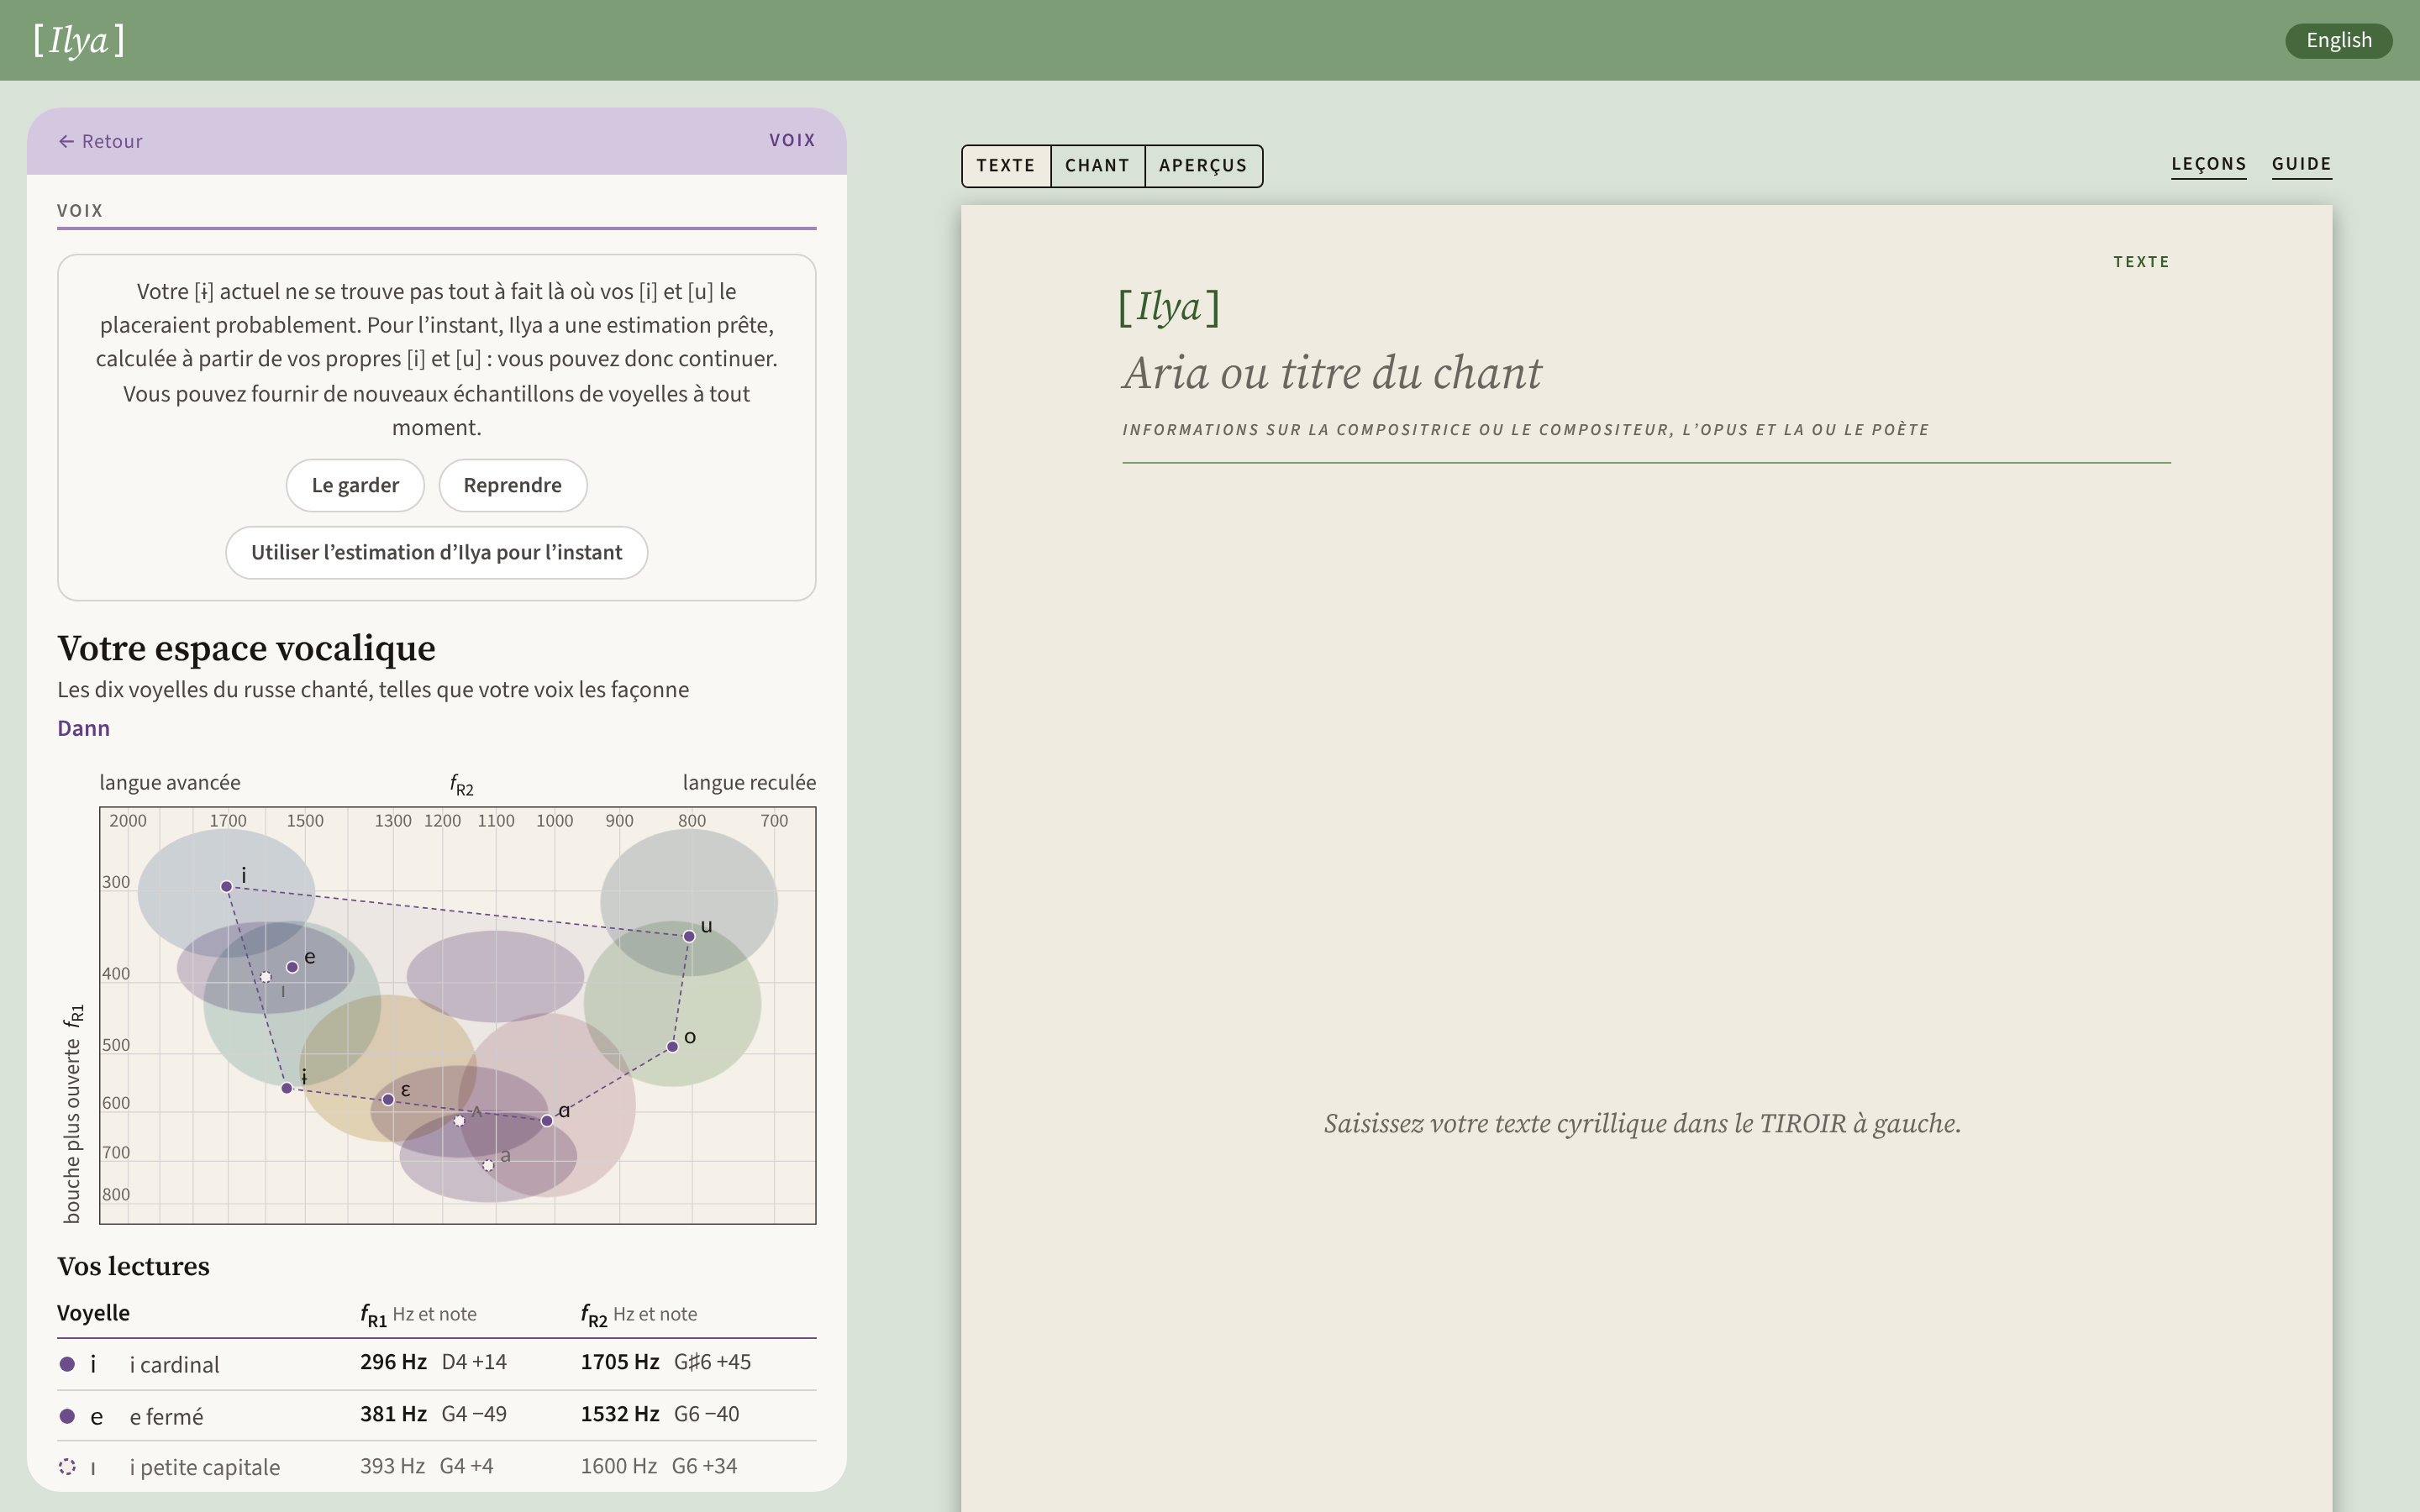 [Ilya]
English
← Retour
VOIX
VOIX
Votre [ɨ] actuel ne se trouve pas tout à fait là où vos [i] et [u] le
placeraient probablement. Pour l’instant, Ilya a une estimation prête,
calculée à partir de vos propres [i] et [u] : vous pouvez donc continuer.
Vous pouvez fournir de nouveaux échantillons de voyelles à tout
moment.
Le garder
Reprendre
Utiliser l’estimation d’Ilya pour l’instant
Votre espace vocalique
Les dix voyelles du russe chanté, telles que votre voix les façonne
Dann
langue avancée
fR2
langue reculée
2000 1700 1500 1300 1200 1100 1000 900 800 700
300
400
500
600
700
800
bouche plus ouverte fR1
i
u
e
ı
o
ɨ
ɛ
ʌ
ɑ
a
Vos lectures
Voyelle fR1 Hz et note fR2 Hz et note
i i cardinal 296 Hz D4 +14 1705 Hz G♯6 +45
e e fermé 381 Hz G4 −49 1532 Hz G6 −40
ı i petite capitale 393 Hz G4 +4 1600 Hz G6 +34
TEXTE
CHANT
APERÇUS
LEÇONS
GUIDE
TEXTE
[Ilya]
Aria ou titre du chant
INFORMATIONS SUR LA COMPOSITRICE OU LE COMPOSITEUR, L’OPUS ET LA OU LE POÈTE
Saisissez votre texte cyrillique dans le TIROIR à gauche.